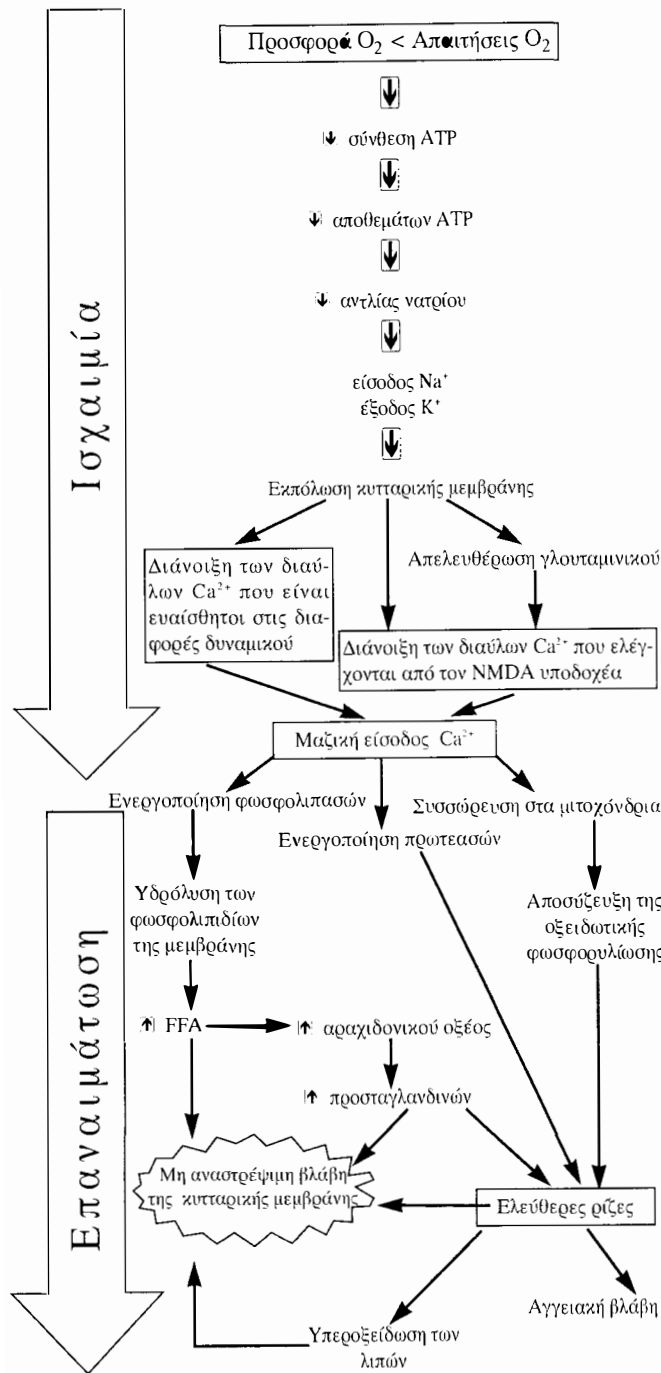 Προσφορά O₂ < Απαιτήσεις O₂
↓ σύνθεση ATP
↓ αποθεμάτων ATP
↓ αντλίας νατρίου
είσοδος Na⁺
έξοδος K⁺
Εκπόλωση κυτταρικής μεμβράνης
Διάνοιξη των διαύ-
λων Ca²⁺ που είναι
ευαίσθητοι στις δια-
φορές δυναμικού
Απελευθέρωση γλουταμινικού
Διάνοιξη των διαύλων Ca²⁺ που ελέγ-
χονται από τον NMDA υποδοχέα
Μαζική είσοδος Ca²⁺
Ισχαιμία
Ενεργοποίηση φωσφολιπασών
Ενεργοποίηση πρωτεασών
Συσσώρευση στα μιτοχόνδρια
Υδρόλυση των
φωσφολιπιδίων
της μεμβράνης
Αποσύζευξη της
οξειδωτικής
φωσφορυλίωσης
↑ FFA
↑ αραχιδονικού οξέος
↑ προσταγλανδινών
Μη αναστρέψιμη βλάβη
της κυτταρικής μεμβράνης
Ελεύθερες ρίζες
Υπεροξείδωση των
λιπών
Αγγειακή βλάβη
Επαναιμάτωση